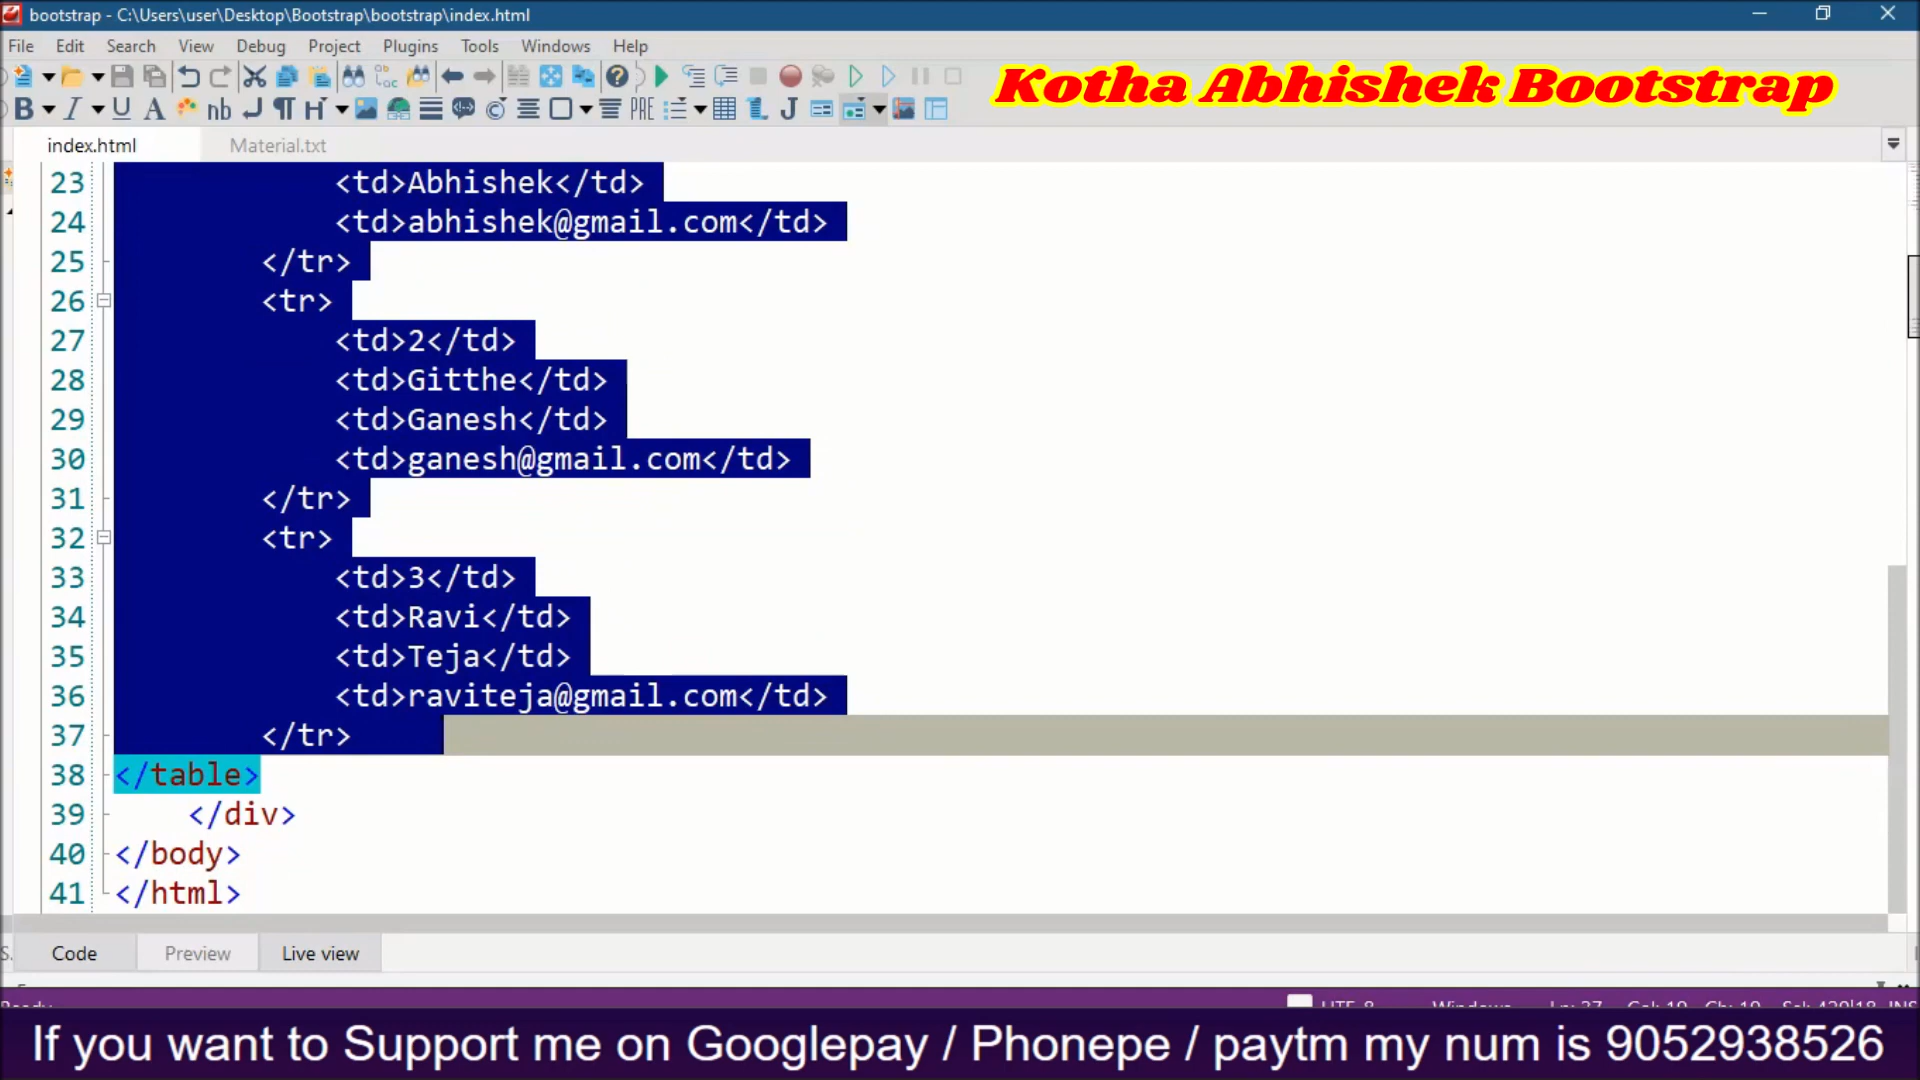 bootstrap - C:\Users\user\Desktop\Bootstrap\bootstrap\index.html
File Edit Search View Debug Project Plugins Tools Windows Help
Kotha Abhishek Bootstrap
B I U A nb H PRE J
index.html Material.txt
23 <td>Abhishek</td>
24 <td>abhishek@gmail.com</td>
25 </tr>
26 <tr>
27 <td>2</td>
28 <td>Gitthe</td>
29 <td>Ganesh</td>
30 <td>ganesh@gmail.com</td>
31 </tr>
32 <tr>
33 <td>3</td>
34 <td>Ravi</td>
35 <td>Teja</td>
36 <td>raviteja@gmail.com</td>
37 </tr>
38 </table>
39 </div>
40 </body>
41 </html>
Code Preview Live view
If you want to Support me on Googlepay / Phonepe / paytm my num is 9052938526